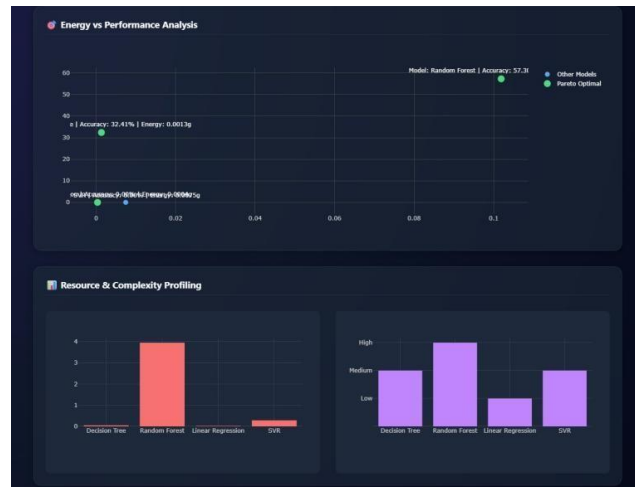 Energy vs Performance Analysis
Model: Random Forest | Accuracy: 57.3
Other Models
Pareto Optimal
60
50
40
| Accuracy: 32.41% | Energy: 0.0013g
30
20
10
0
0 0.02 0.04 0.06 0.08 0.1
Resource & Complexity Profiling
4
3
2
1
0
Decision Tree Random Forest Linear Regression SVR
High
Medium
Low
Decision Tree Random Forest Linear Regression SVR